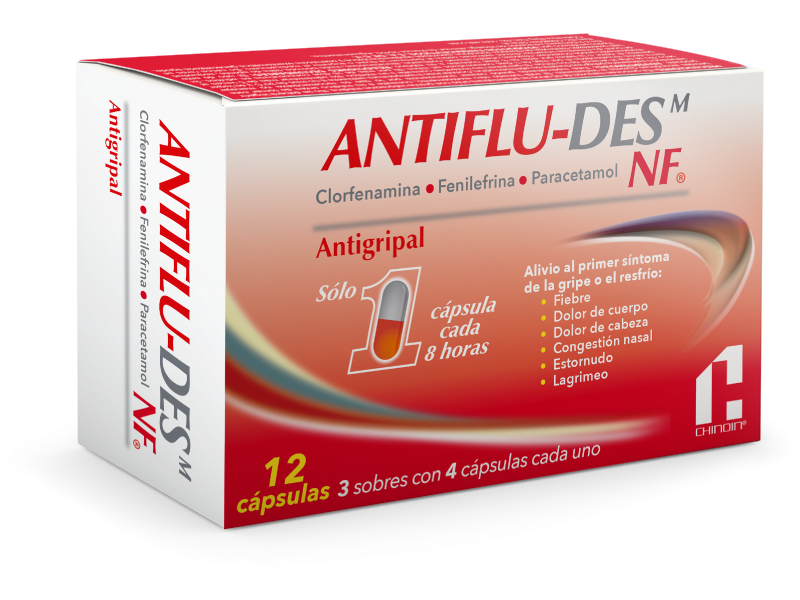 ANTIFLU-DES M
NF®
Clorfenamina • Fenilefrina • Paracetamol
Antigripal
Sólo 1 cápsula
cada
8 horas
Alivio al primer síntoma
de la gripe o el resfrío:
• Fiebre
• Dolor de cuerpo
• Dolor de cabeza
• Congestión nasal
• Estornudo
• Lagrimeo
CHINOIN®
12
cápsulas
3 sobres con 4 cápsulas cada uno
ANTIFLU-DES M
NF®
Clorfenamina • Fenilefrina • Paracetamol
Antigripal